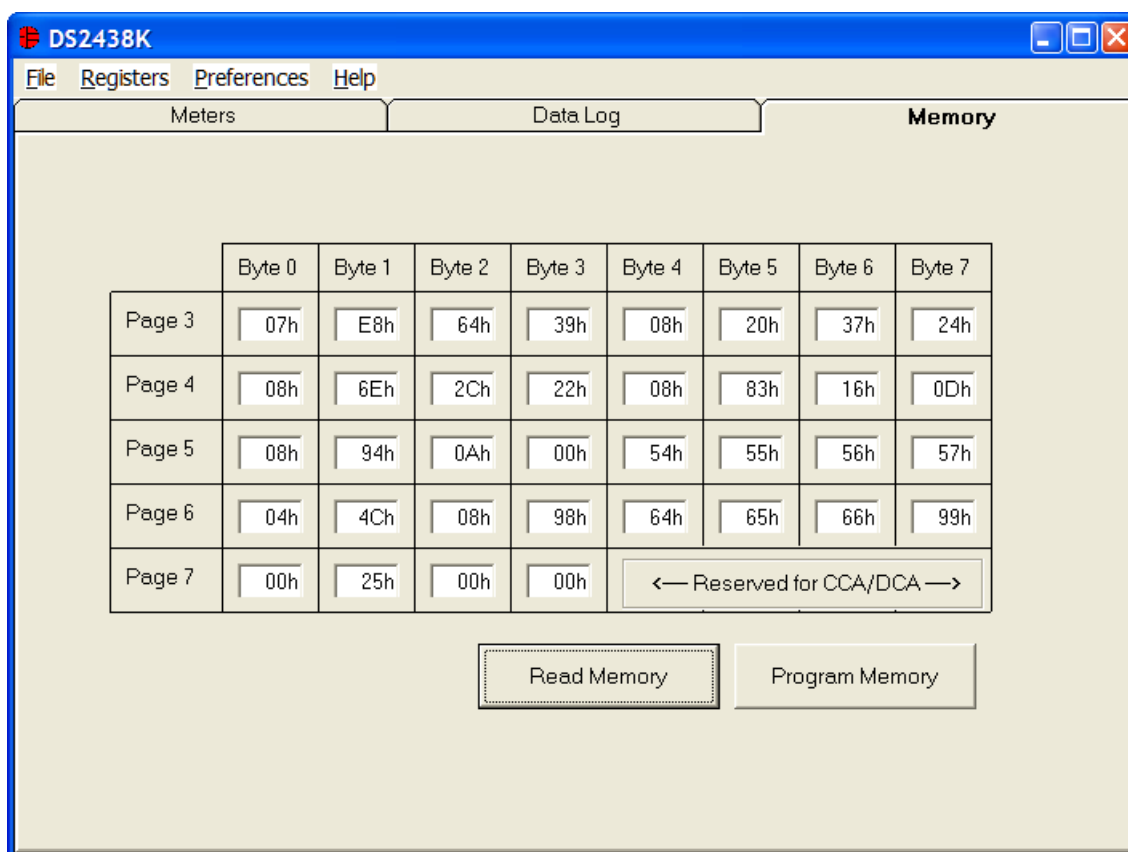 DS2438K
File Registers Preferences Help
Meters Data Log Memory
Byte 0 Byte 1 Byte 2 Byte 3 Byte 4 Byte 5 Byte 6 Byte 7
Page 3 07h E8h 64h 39h 08h 20h 37h 24h
Page 4 08h 6Eh 2Ch 22h 08h 83h 16h 0Dh
Page 5 08h 94h 0Ah 00h 54h 55h 56h 57h
Page 6 04h 4Ch 08h 98h 64h 65h 66h 99h
Page 7 00h 25h 00h 00h <— Reserved for CCA/DCA —>
Read Memory Program Memory